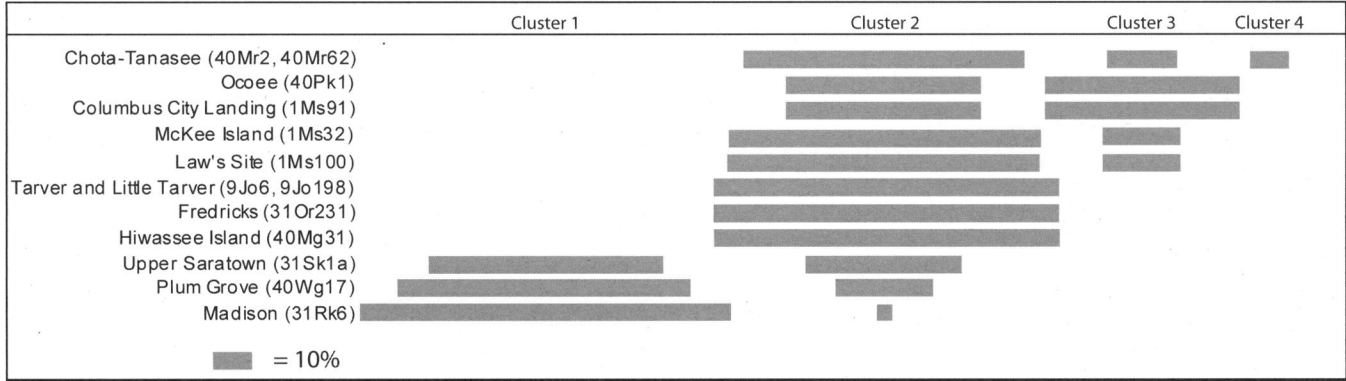 Cluster 1 Cluster 2 Cluster 3 Cluster 4
Chota-Tanasee (40Mr2, 40Mr62)
Ocoee (40Pk1)
Columbus City Landing (1Ms91)
McKee Island (1Ms32)
Law's Site (1Ms100)
Tarver and Little Tarver (9Jo6, 9Jo198)
Fredricks (31Or231)
Hiwassee Island (40Mg31)
Upper Saratown (31Sk1a)
Plum Grove (40Wg17)
Madison (31Rk6)
= 10%